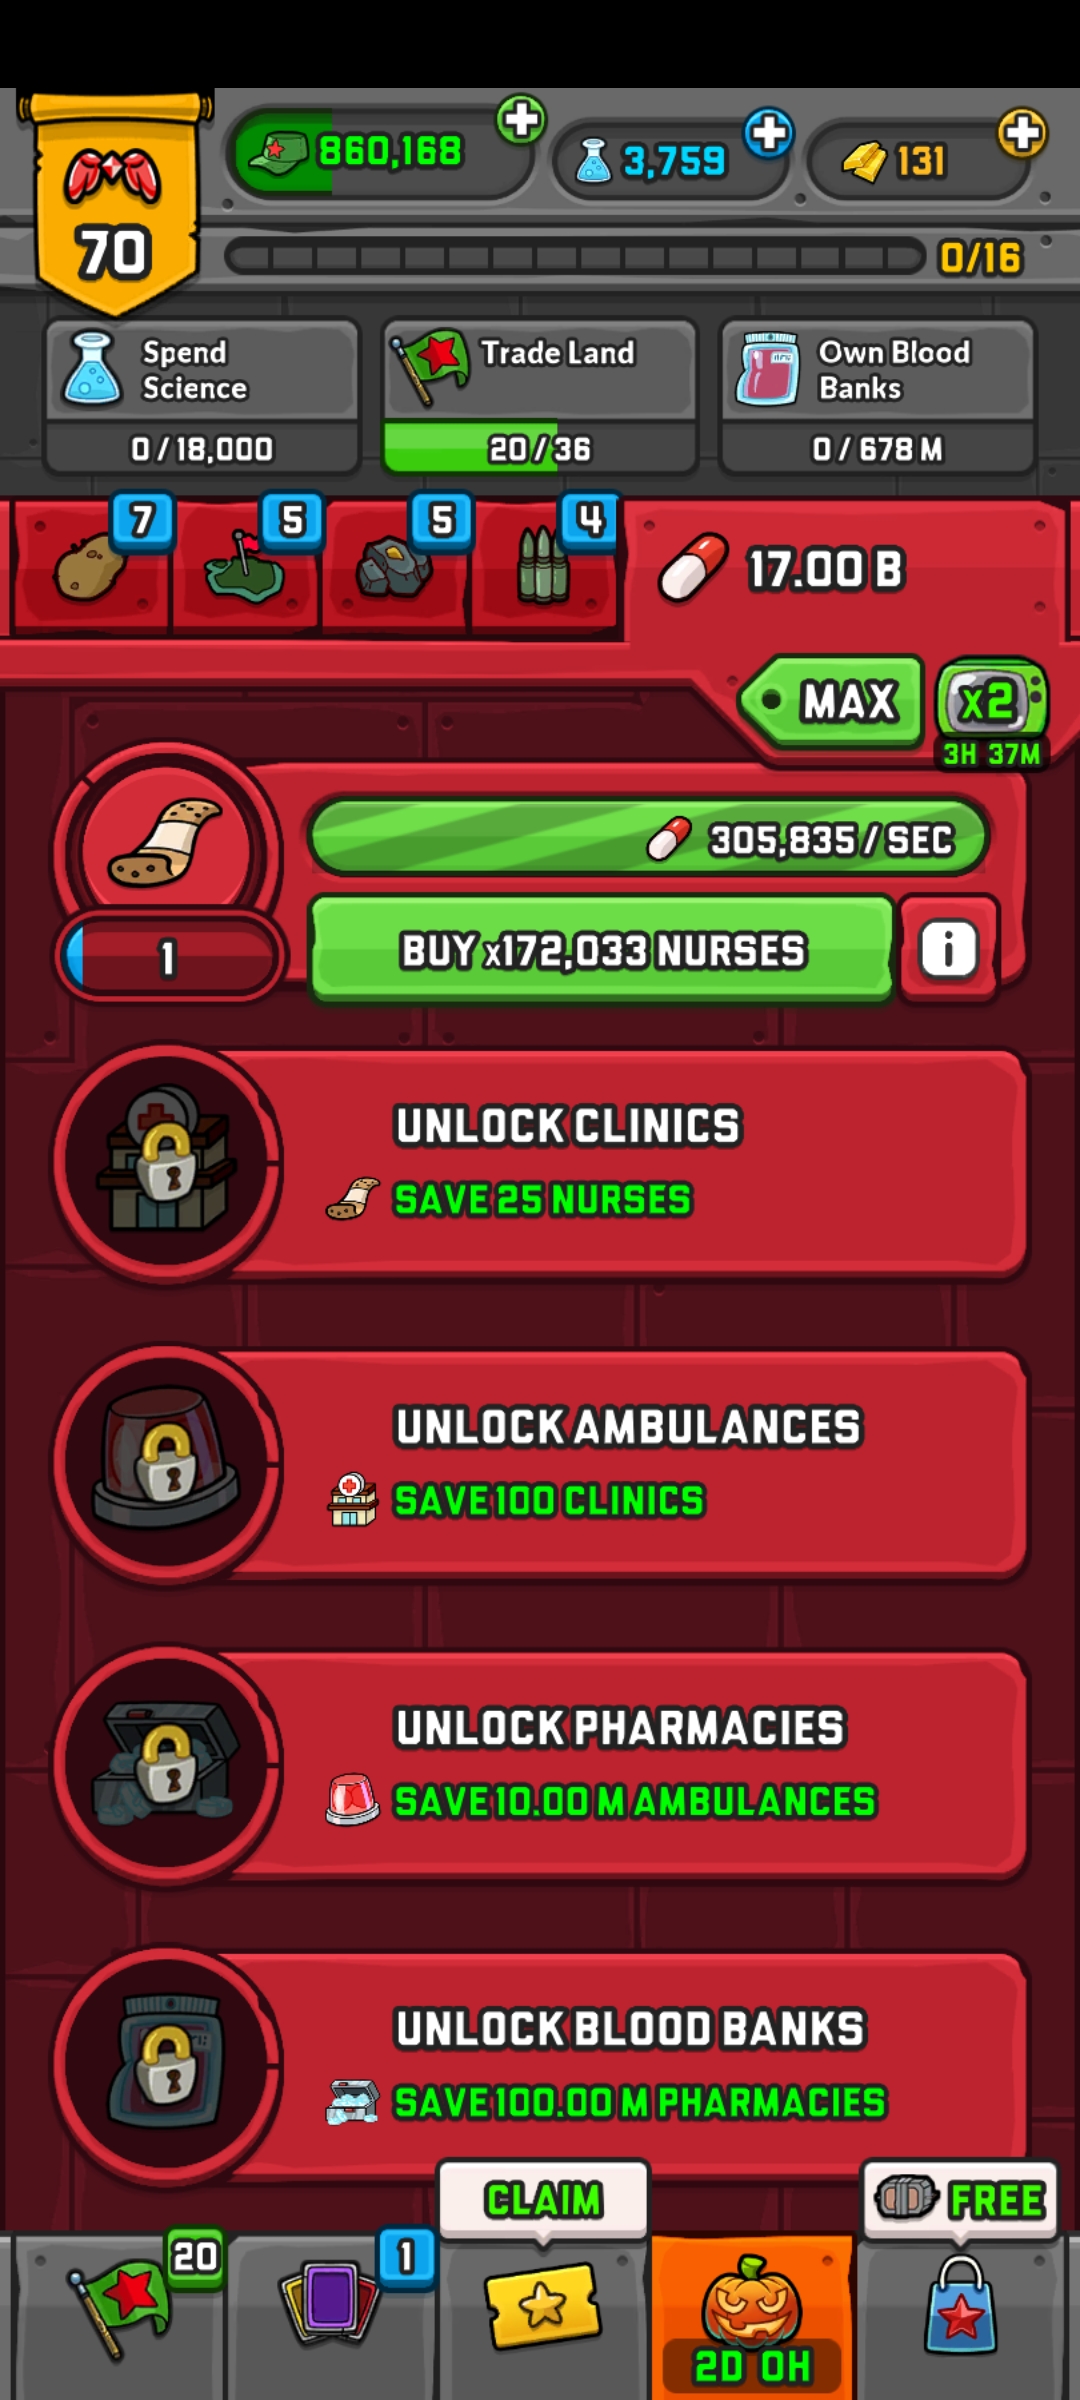 860,168
3,759
131
70
0/16
Spend
Science
0/18,000
Trade Land
20/36
Own Blood
Banks
0/678 M
7
5
5
4
17.00 B
MAX
x2
3H 37M
305,835/SEC
1
BUY x172,033 NURSES
i
UNLOCK CLINICS
SAVE 25 NURSES
UNLOCK AMBULANCES
SAVE 100 CLINICS
UNLOCK PHARMACIES
SAVE 10.00 M AMBULANCES
UNLOCK BLOOD BANKS
SAVE 100.00 M PHARMACIES
CLAIM
FREE
20
1
2D 0H